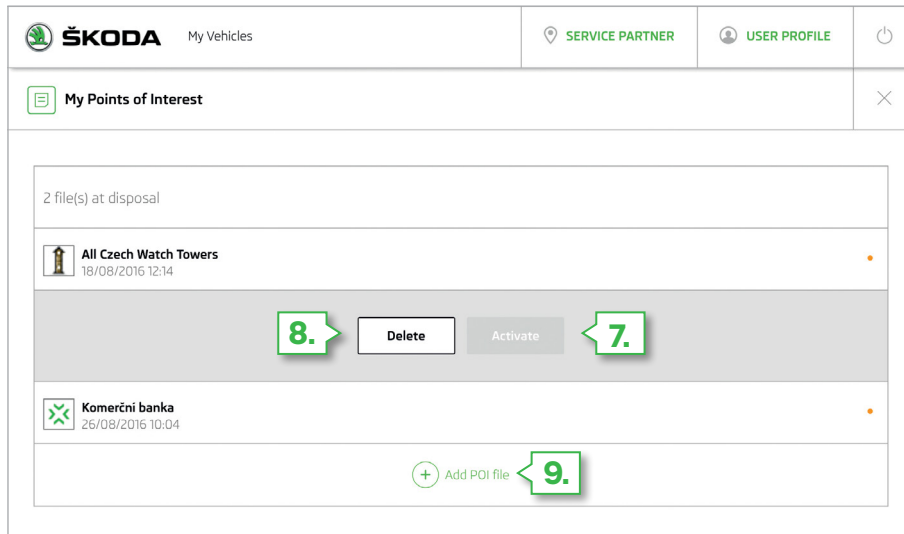 ŠKODA My Vehicles SERVICE PARTNER USER PROFILE
My Points of Interest
2 file(s) at disposal
All Czech Watch Towers
18/08/2016 12:14
8. Delete Activate 7.
Komerční banka
26/08/2016 10:04
+ Add POI file 9.